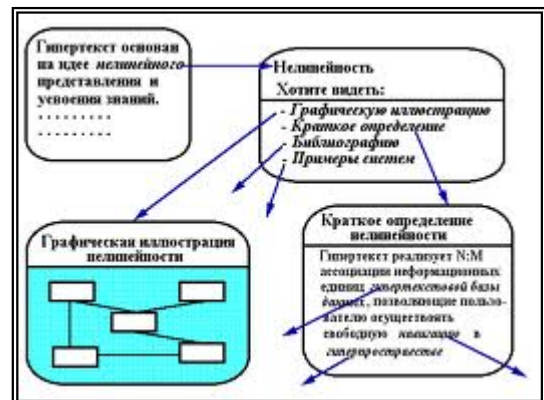 Гипертекст основан
на идее нелинейного
представления и
усвоения знаний.
. . . . . . . . .
. . . . . . . . .
Нелинейность
Хотите видеть:
- Графическую иллюстрацию
- Краткое определение
- Библиографию
- Примеры систем
Графическая иллюстрация
нелинейности
Краткое определение
нелинейности
Гипертекст реализует N:M
ассоциации информационных
единиц гипертекстовой базы
данных, позволяющие пользо-
вателю осуществоять
свободную навигацию в
гиперпространстве